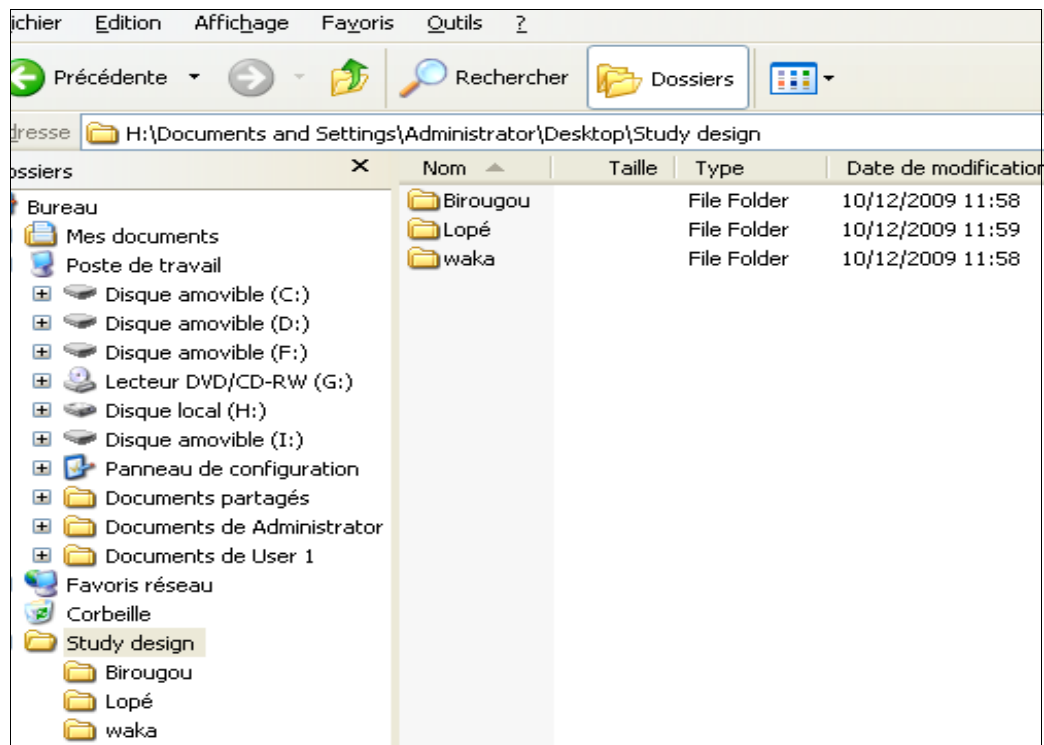 ichier Edition Affichage Favoris Outils ?
Précédente Rechercher Dossiers
dresse H:\Documents and Settings\Administrator\Desktop\Study design
ossiers
Bureau
Mes documents
Poste de travail
Disque amovible (C:)
Disque amovible (D:)
Disque amovible (F:)
Lecteur DVD/CD-RW (G:)
Disque local (H:)
Disque amovible (I:)
Panneau de configuration
Documents partagés
Documents de Administrator
Documents de User 1
Favoris réseau
Corbeille
Study design
Birougou
Lopé
waka
Nom Taille Type Date de modification
Birougou File Folder 10/12/2009 11:58
Lopé File Folder 10/12/2009 11:59
waka File Folder 10/12/2009 11:58